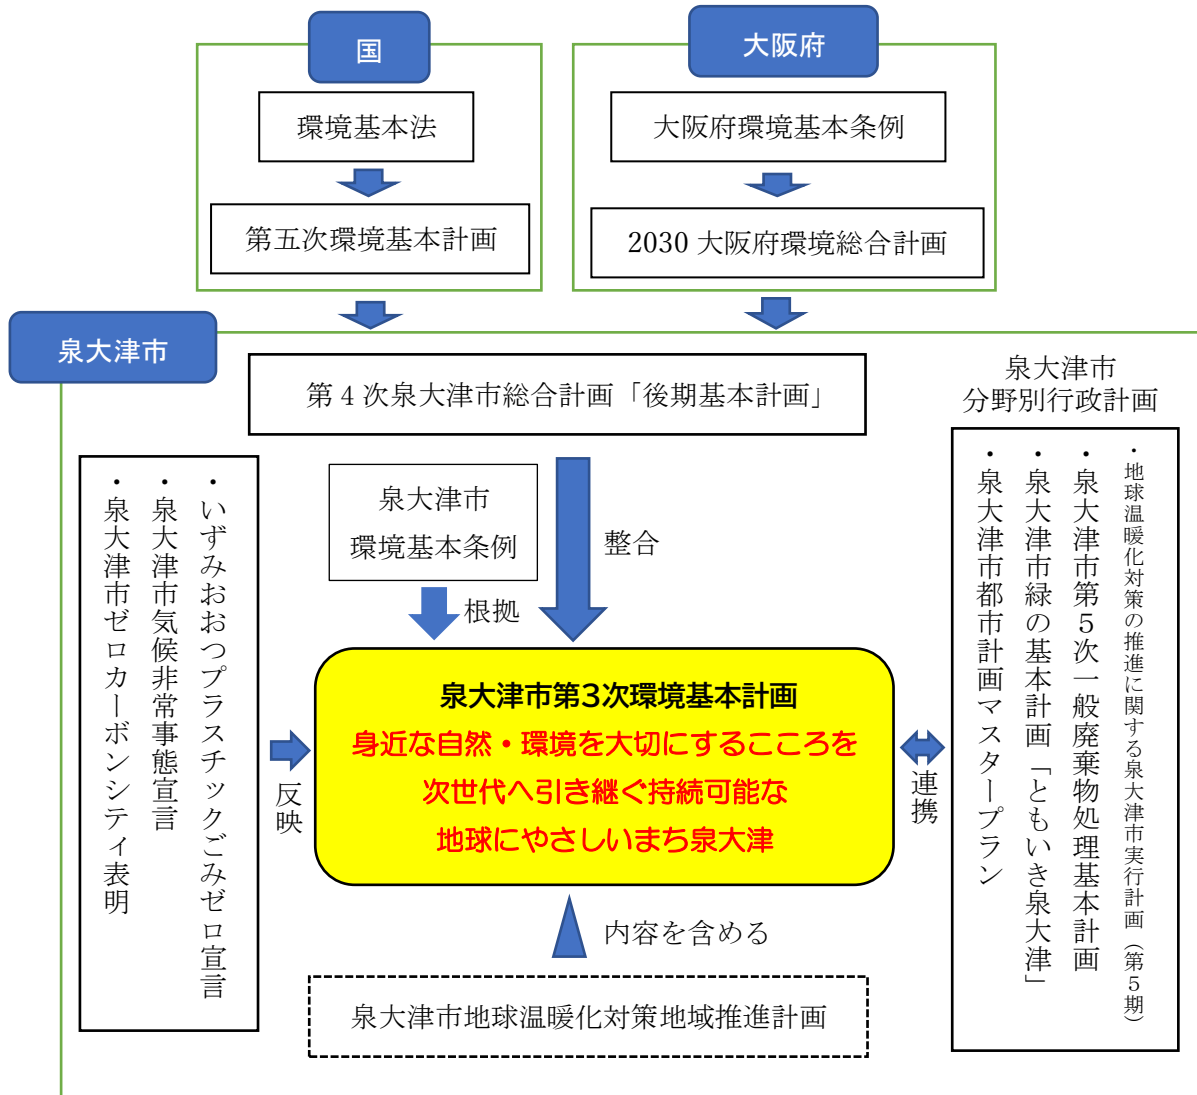 国
大阪府
環境基本法
大阪府環境基本条例
第五次環境基本計画
2030 大阪府環境総合計画
泉大津市
第 4 次泉大津市総合計画「後期基本計画」
泉大津市
分野別行政計画
・いずみおおつプラスチックごみゼロ宣言
・泉大津市気候非常事態宣言
・泉大津市ゼロカーボンシティ表明
泉大津市
環境基本条例
整合
根拠
泉大津市第3次環境基本計画
身近な自然・環境を大切にするこころを
次世代へ引き継ぐ持続可能な
地球にやさしいまち泉大津
反映
連携
・地球温暖化対策の推進に関する泉大津市実行計画（第５期）
・泉大津市第５次一般廃棄物処理基本計画
・泉大津市緑の基本計画「ともいき泉大津」
・泉大津市都市計画マスタープラン
内容を含める
泉大津市地球温暖化対策地域推進計画